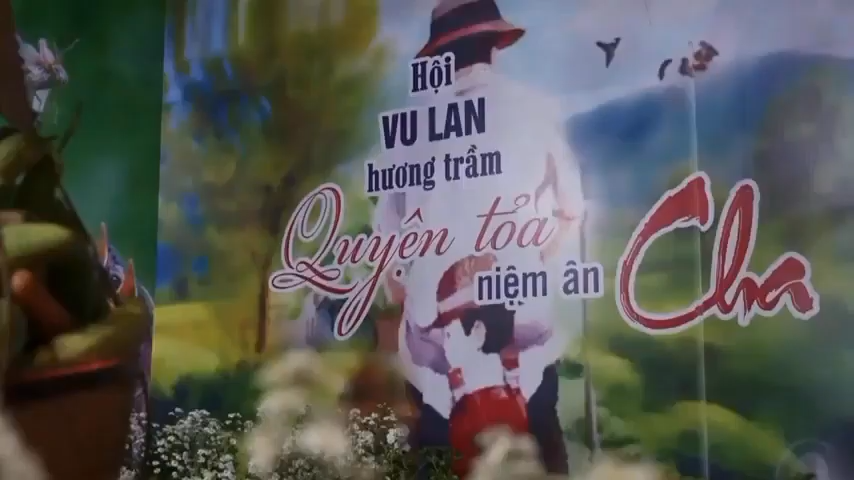 Hội
VU LAN
hương trầm
Quyện tỏa
niệm ân Cha